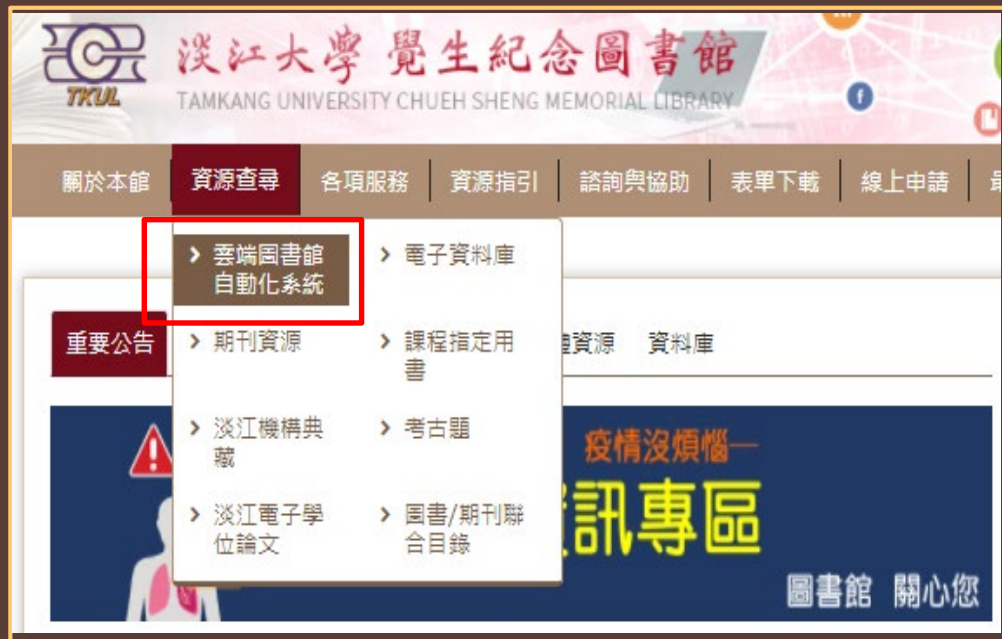 淡江大學 覺生紀念圖書館
TKUL
TAMKANG UNIVERSITY CHUEH SHENG MEMORIAL LIBRARY
關於本館
資源查尋
各項服務
資源指引
諮詢與協助
表單下載
線上申請
雲端圖書館
自動化系統
電子資料庫
期刊資源
課程指定用
書
淡江機構典
藏
考古題
淡江電子學
位論文
圖書/期刊聯
合目錄
重要公告
資源
資料庫
疫情沒煩惱—
訊專區
圖書館 關心您